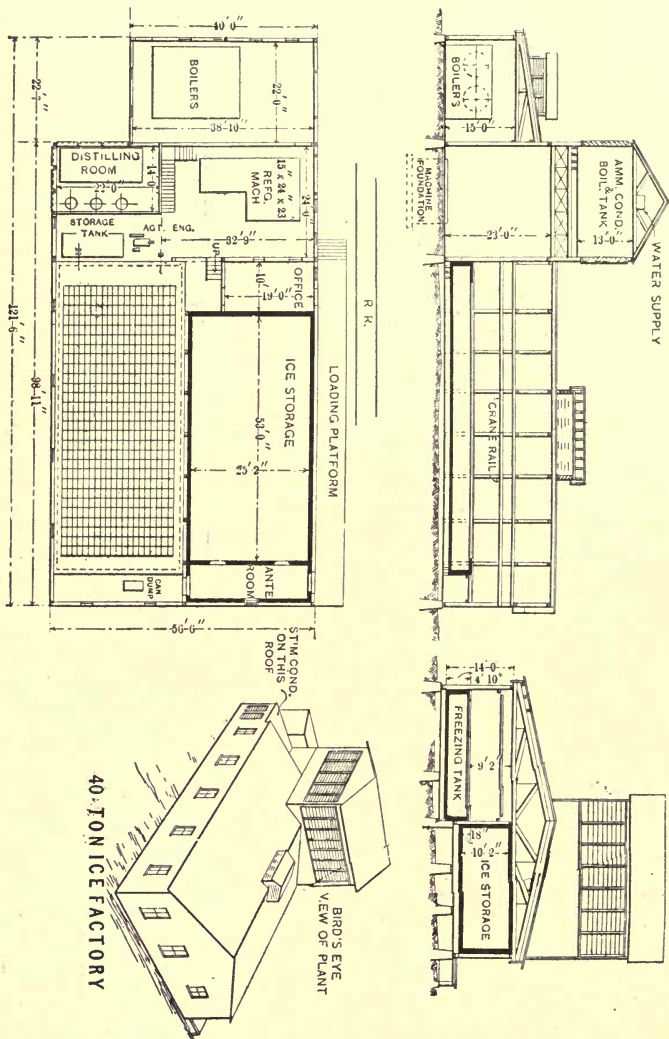 40'-0"
22'-0"
BOILERS
38'-10"
22'-7"
DISTILLING
ROOM
14'-0"
22'-0"
STORAGE
TANK
AGT. ENG.
15 x 24 x 23
REFG.
MACH
24'-0"
32'-9"
UP
10'
OFFICE
19'-0"
ICE STORAGE
53'-0"
25'-2"
ANTE
ROOM
CAN
DUMP
LOADING PLATFORM
R R.
98'-11"
121'-6"
56'-6"
BOILERS
15'-0"
MACHINE
FOUNDATION
23'-0"
AMM. COND.
&
BOIL. TANK
13'-0"
WATER SUPPLY
CRANE RAIL
14'-0
4' 10"
FREEZING TANK
9' 2"
18"
10' 2"
ICE STORAGE
ST'M COND.
ON THIS
ROOF
BIRD'S EYE
VIEW OF PLANT
40-TON ICE FACTORY